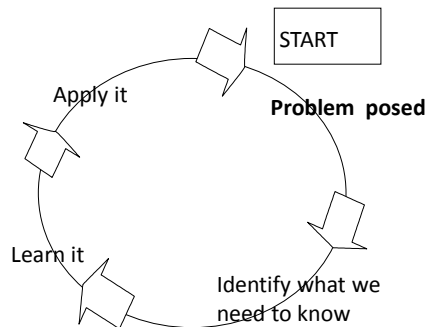 START
Problem  posed
Identify what we
need to know
Learn it
Apply it